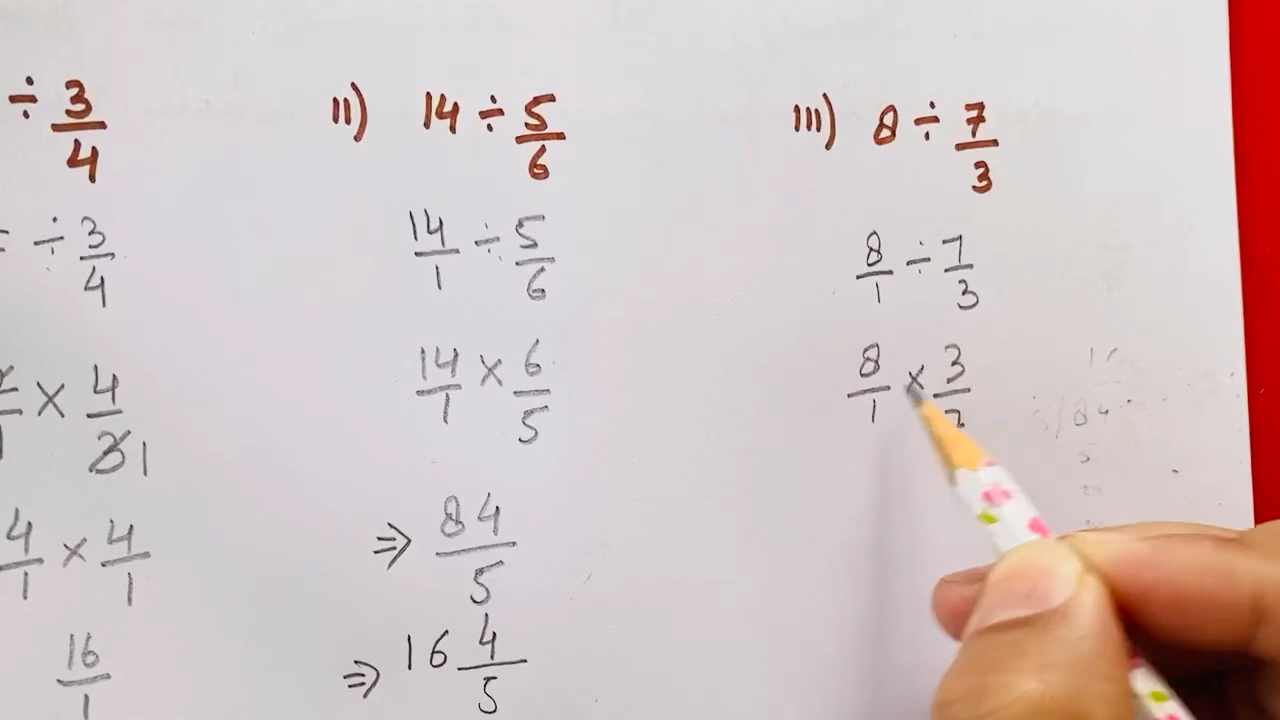 ÷ 3/4
÷ 3/4
× 4/3 1
4/1 × 4/1
16/1
II) 14 ÷ 5/6
14/1 ÷ 5/6
14/1 × 6/5
⇒ 84/5
⇒ 16 4/5
III) 8 ÷ 7/3
8/1 ÷ 7/3
8/1 × 3/7